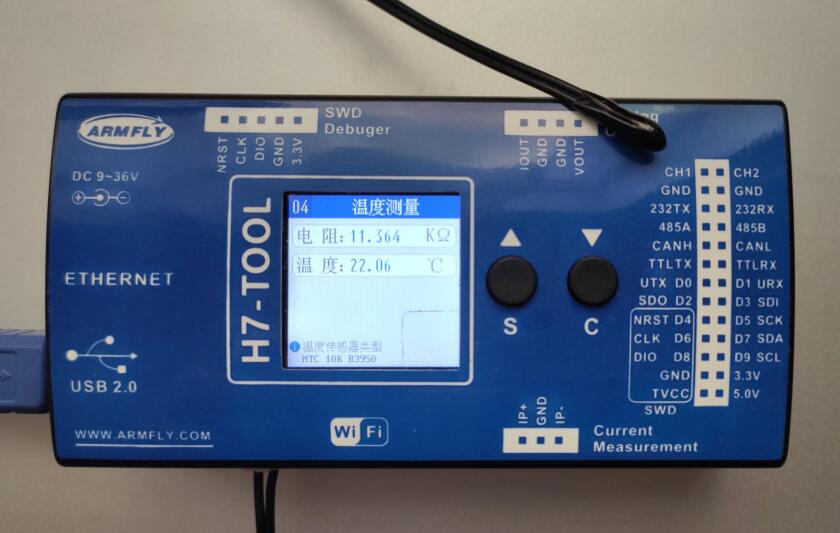 ARMFLY
DC 9~36V
ETHERNET
USB 2.0
WWW.ARMFLY.COM
SWD
Debuger
NRST
CLK
DIO
GND
3.3V
H7-TOOL
04 温度测量
电 阻: 11.364 KΩ
温 度: 22.06 ℃
温度传感器类型
NTC 10K B3950
WiFi
IOUT
GND
GND
VOUT
S
C
CH1 CH2
GND GND
232TX 232RX
485A 485B
CANH CANL
TTLTX TTLRX
UTX D0 D1 URX
SDO D2 D3 SDI
NRST D4 D5 SCK
CLK D6 D7 SDA
DIO D8 D9 SCL
GND 3.3V
TVCC 5.0V
SWD
IP+
GND
IP-
Current
Measurement